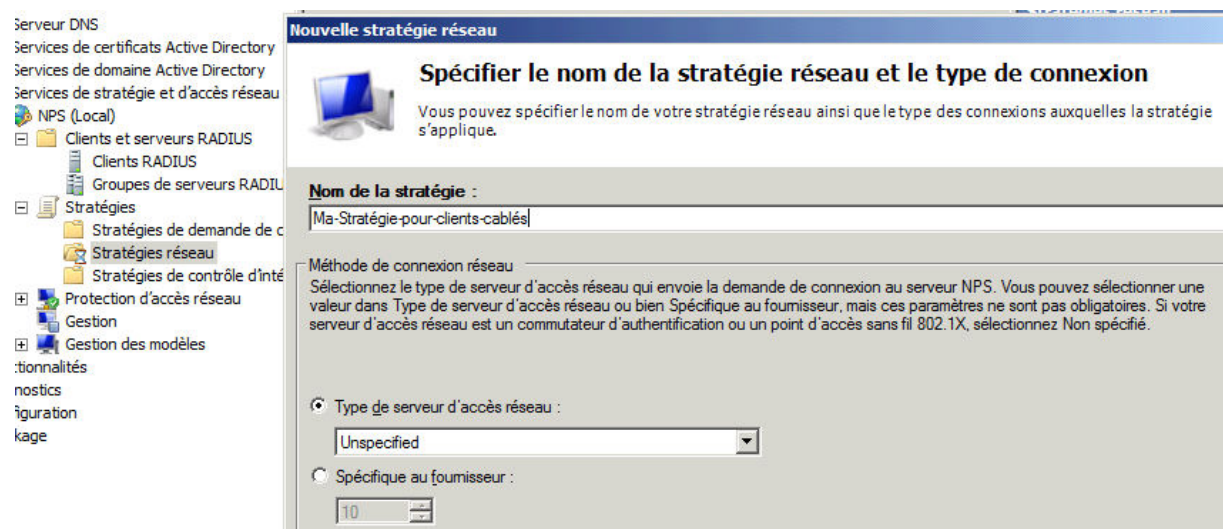 Serveur DNS
Services de certificats Active Directory
Services de domaine Active Directory
Services de stratégie et d'accès réseau
NPS (Local)
Clients et serveurs RADIUS
Clients RADIUS
Groupes de serveurs RADIU
Stratégies
Stratégies de demande de c
Stratégies réseau
Stratégies de contrôle d'inté
Protection d'accès réseau
Gestion
Gestion des modèles
ctionnalités
nostics
figuration
kage
Stratégies réseau
Nouvelle stratégie réseau
Spécifier le nom de la stratégie réseau et le type de connexion
Vous pouvez spécifier le nom de votre stratégie réseau ainsi que le type des connexions auxquelles la stratégie
s'applique.
Nom de la stratégie :
Ma-Stratégie-pour-clients-cablés
Méthode de connexion réseau
Sélectionnez le type de serveur d'accès réseau qui envoie la demande de connexion au serveur NPS. Vous pouvez sélectionner une
valeur dans Type de serveur d'accès réseau ou bien Spécifique au fournisseur, mais ces paramètres ne sont pas obligatoires. Si votre
serveur d'accès réseau est un commutateur d'authentification ou un point d'accès sans fil 802.1X, sélectionnez Non spécifié.
Type de serveur d'accès réseau :
Unspecified
Spécifique au fournisseur :
10